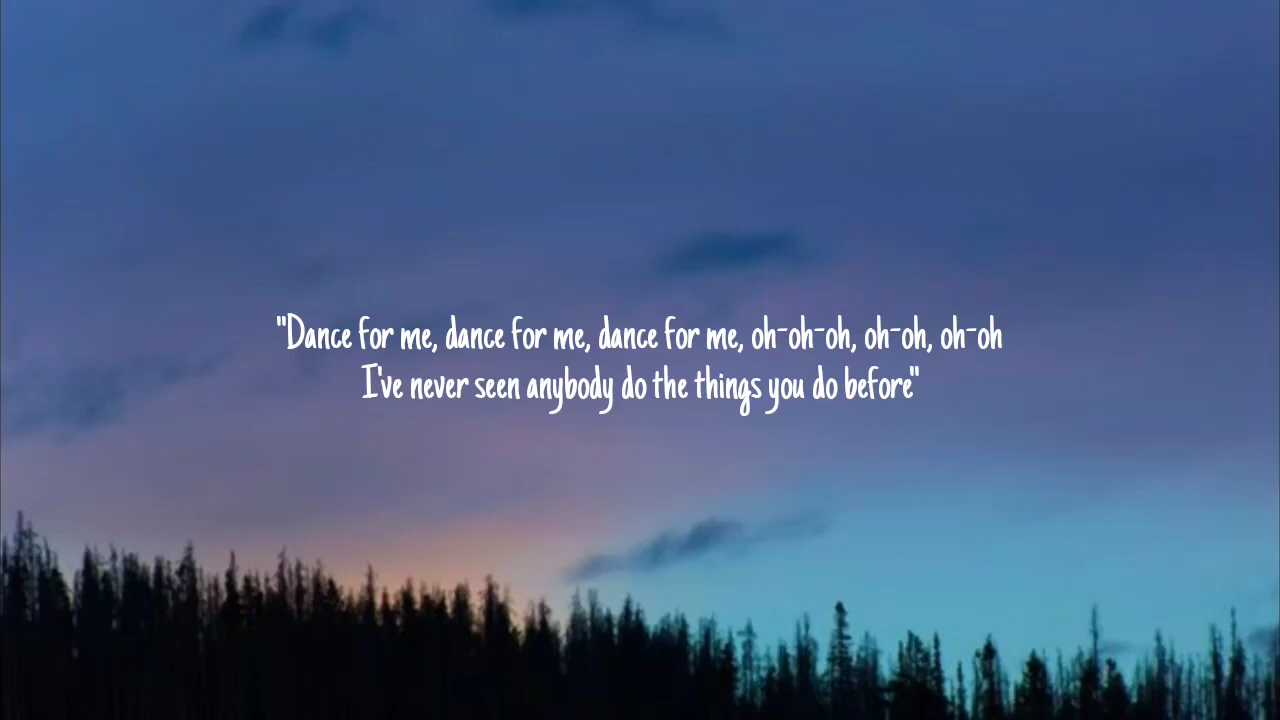 "Dance for me, dance for me, dance for me, oh-oh-oh, oh-oh, oh-oh
I've never seen anybody do the things you do before"